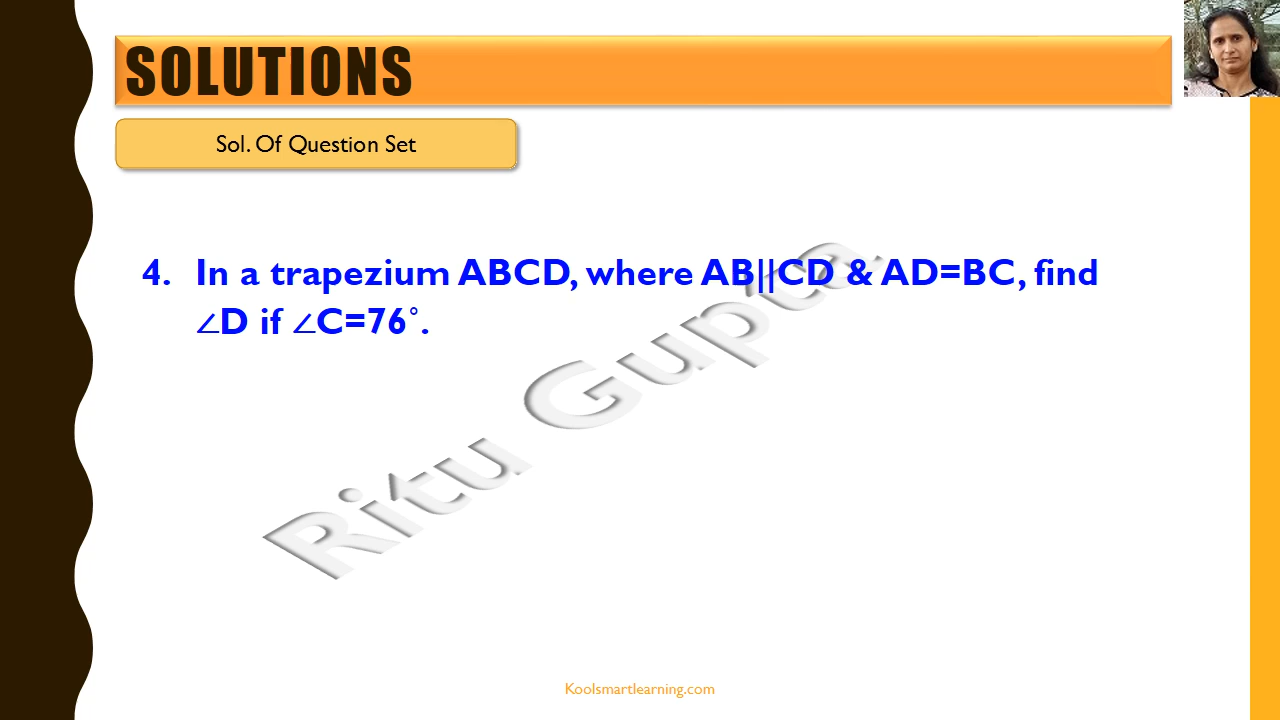 SOLUTIONS
Sol. Of Question Set
4. In a trapezium ABCD, where AB||CD & AD=BC, find
∠D if ∠C=76˚.
Ritu Gupta
Koolsmartlearning.com